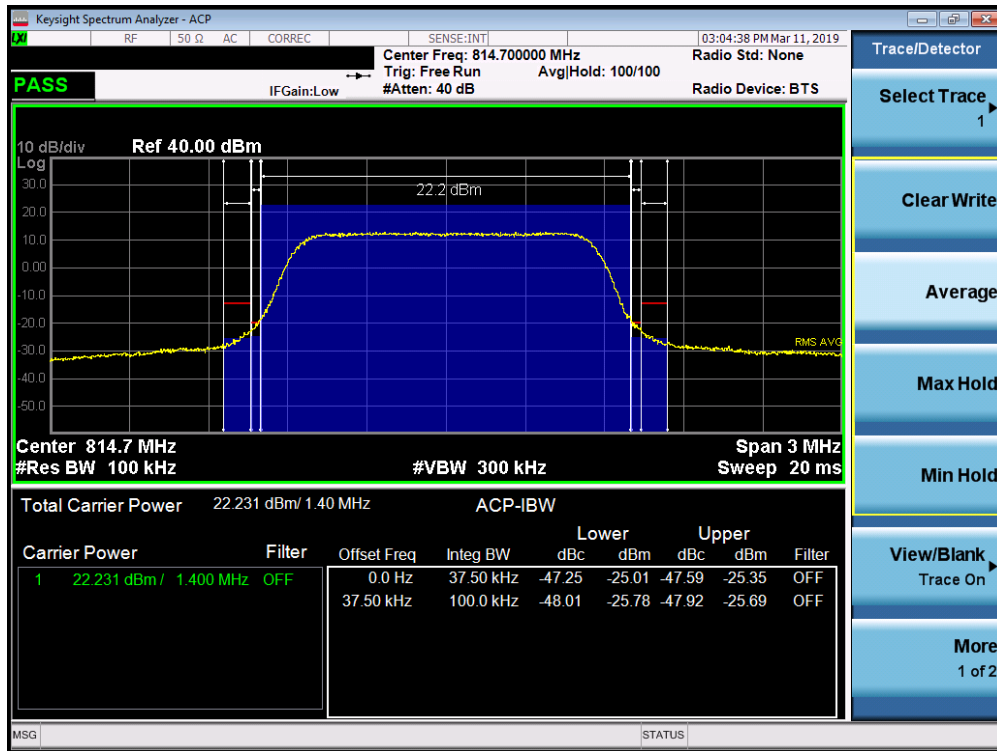 Keysight Spectrum Analyzer - ACP
LXI RF 50 Ω AC CORREC SENSE:INT 03:04:38 PM Mar 11, 2019
Center Freq: 814.700000 MHz Radio Std: None
Trig: Free Run Avg|Hold: 100/100
PASS IFGain:Low #Atten: 40 dB Radio Device: BTS
10 dB/div Ref 40.00 dBm
Log
30.0
22.2 dBm
20.0
10.0
0.00
-10.0
-20.0
RMS AVG
-30.0
-40.0
-50.0
Center 814.7 MHz Span 3 MHz
#Res BW 100 kHz #VBW 300 kHz Sweep 20 ms
Total Carrier Power 22.231 dBm/ 1.40 MHz ACP-IBW
Lower Upper
Carrier Power Filter Offset Freq Integ BW dBc dBm dBc dBm Filter
1 22.231 dBm / 1.400 MHz OFF 0.0 Hz 37.50 kHz -47.25 -25.01 -47.59 -25.35 OFF
37.50 kHz 100.0 kHz -48.01 -25.78 -47.92 -25.69 OFF
MSG STATUS
Trace/Detector
Select Trace
1
Clear Write
Average
Max Hold
Min Hold
View/Blank
Trace On
More
1 of 2